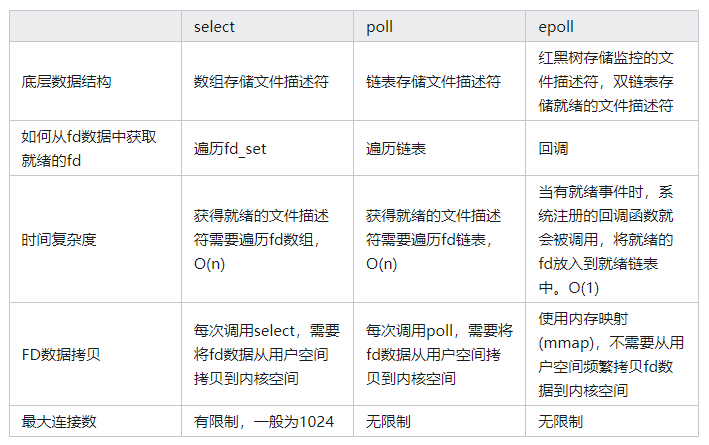 select poll epoll
底层数据结构
数组存储文件描述符
链表存储文件描述符
红黑树存储监控的文
件描述符，双链表存
储就绪的文件描述符
如何从fd数据中获取
就绪的fd
遍历fd_set
遍历链表
回调
时间复杂度
获得就绪的文件描述
符需要遍历fd数组，
O(n)
获得就绪的文件描述
符需要遍历fd链表，
O(n)
当有就绪事件时，系
统注册的回调函数就
会被调用，将就绪的
fd放入到就绪链表
中。O(1)
FD数据拷贝
每次调用select，需要
将fd数据从用户空间
拷贝到内核空间
每次调用poll，需要将
fd数据从用户空间拷
贝到内核空间
使用内存映射
(mmap)，不需要从用
户空间频繁拷贝fd数
据到内核空间
最大连接数
有限制，一般为1024
无限制
无限制